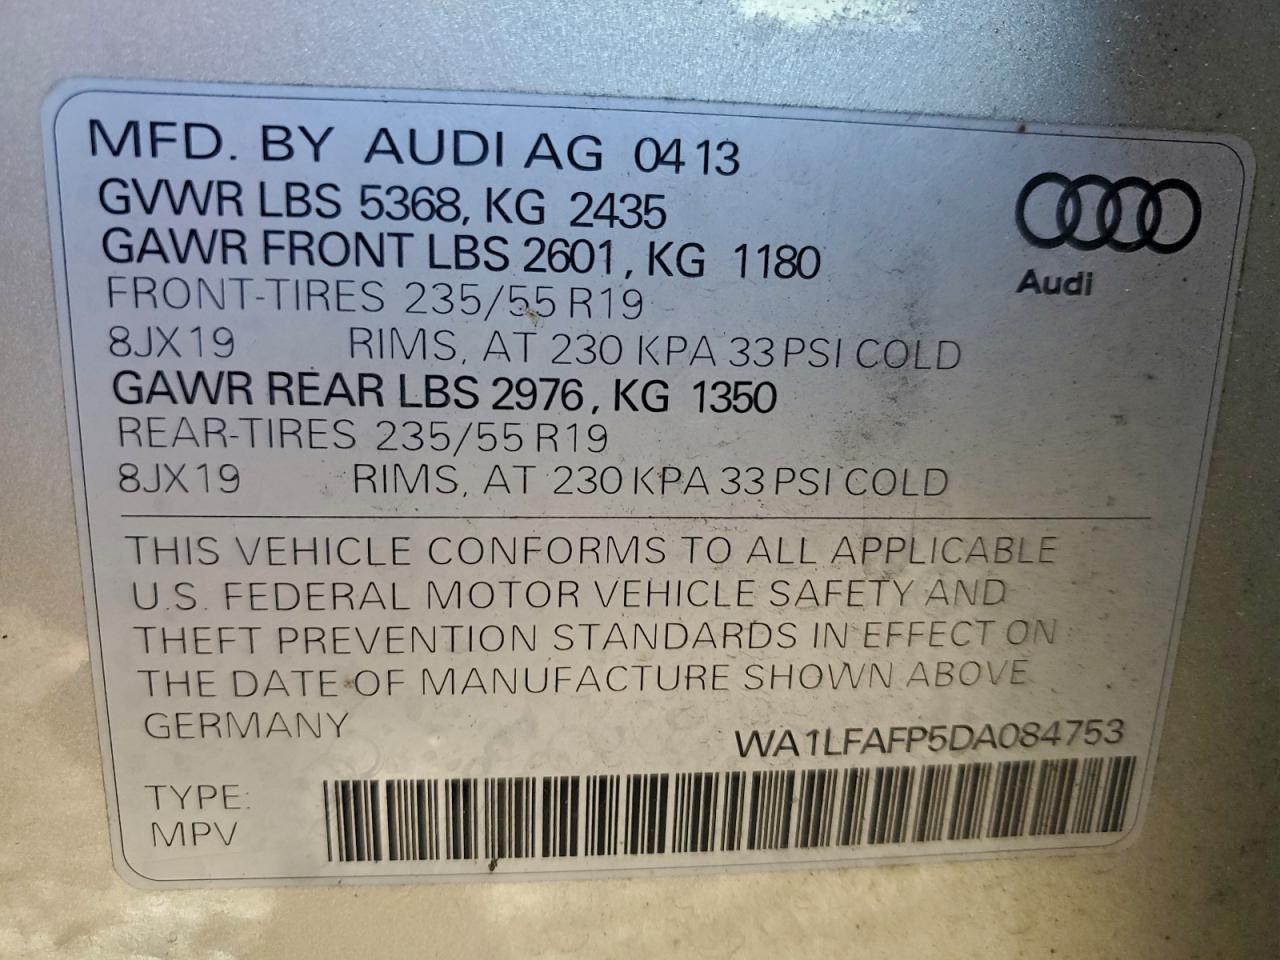 MFD. BY AUDI AG 0413
GVWR LBS 5368, KG 2435
GAWR FRONT LBS 2601, KG 1180
FRONT-TIRES 235/55 R19
8JX19 RIMS, AT 230 KPA 33 PSI COLD
GAWR REAR LBS 2976, KG 1350
REAR-TIRES 235/55 R19
8JX19 RIMS, AT 230 KPA 33 PSI COLD
Audi
THIS VEHICLE CONFORMS TO ALL APPLICABLE
U.S. FEDERAL MOTOR VEHICLE SAFETY AND
THEFT PREVENTION STANDARDS IN EFFECT ON
THE DATE OF MANUFACTURE SHOWN ABOVE
GERMANY
WA1LFAFP5DA084753
TYPE:
MPV